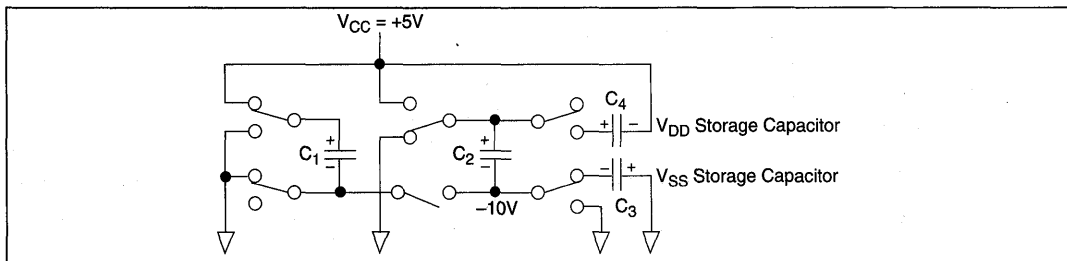 V_CC = +5V
C_4
+ −
V_DD Storage Capacitor
+
C_1
−
+
C_2
−
− +
V_SS Storage Capacitor
−10V
C_3